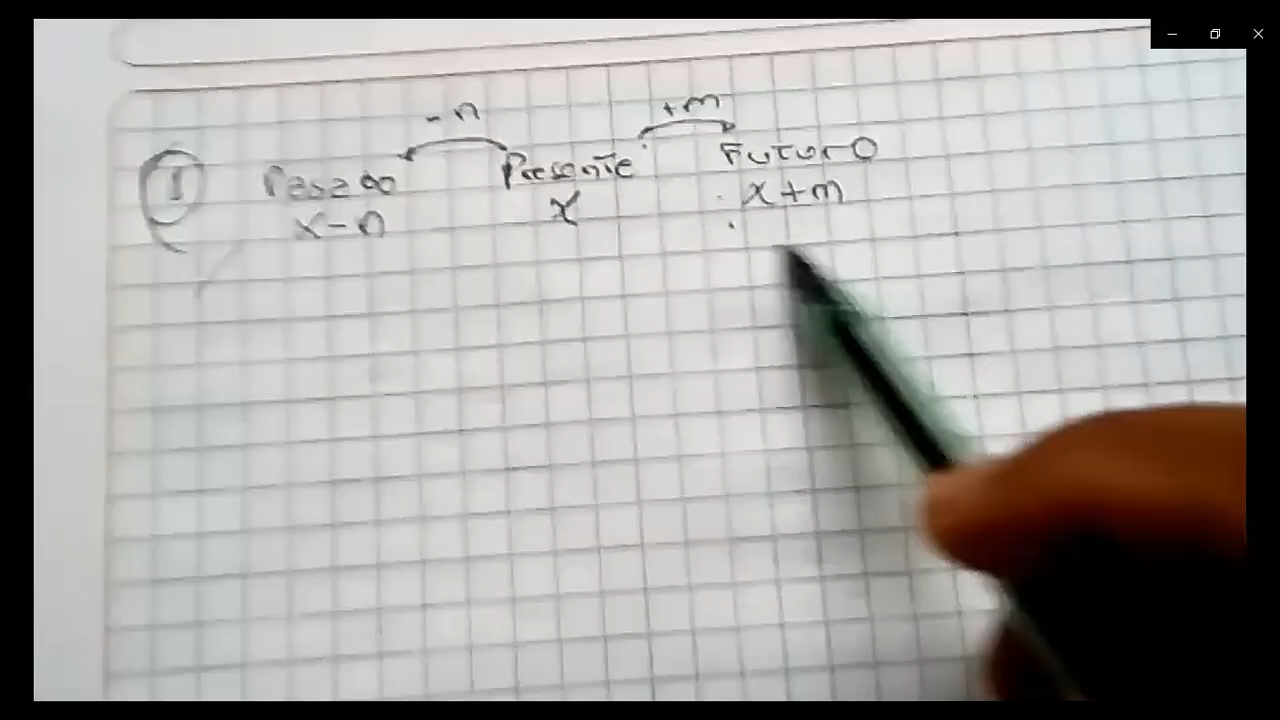 - n +m
① Pasado Presente Futuro
x-n x x+m